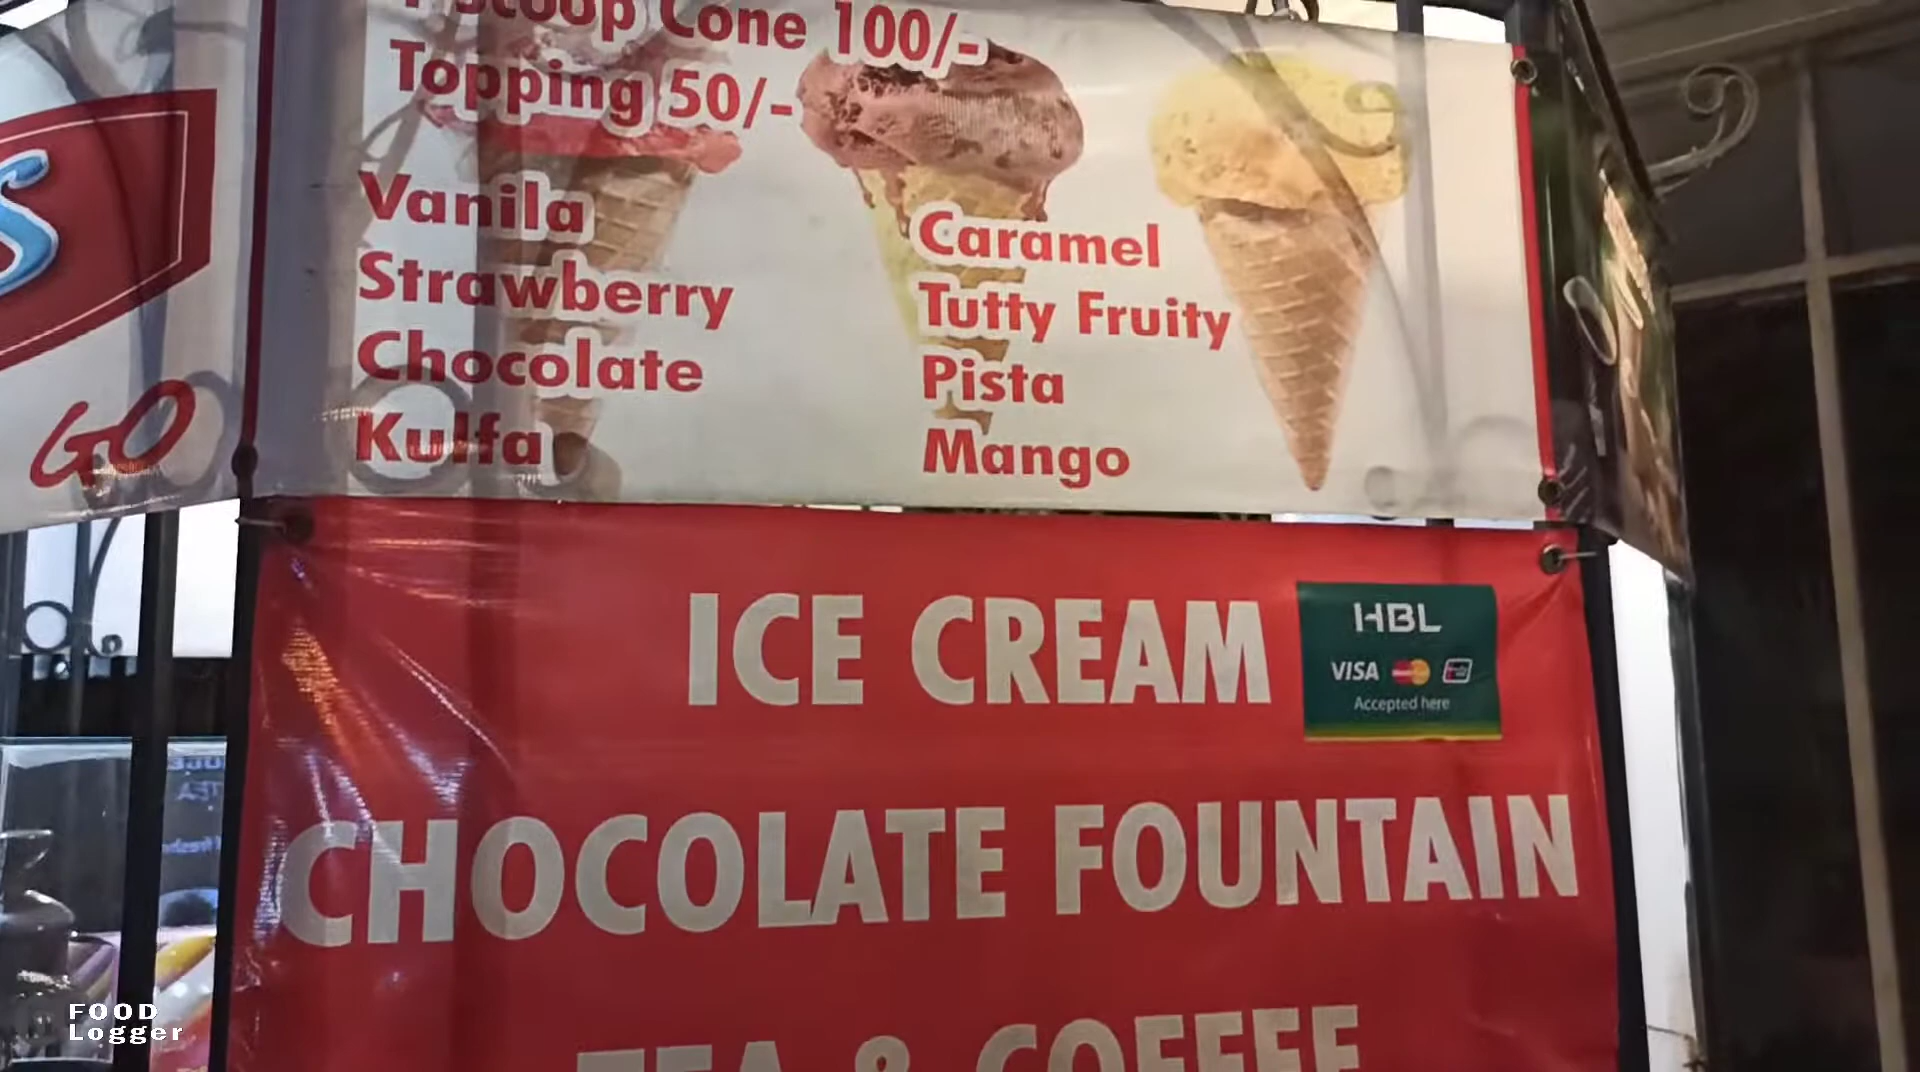 Scoop Cone 100/-
Topping 50/-
Vanila
Strawberry
Chocolate
Kulfa
Caramel
Tutty Fruity
Pista
Mango
GO
ICE CREAM
HBL
VISA
Accepted here
CHOCOLATE FOUNTAIN
TEA & COFFEE
FOOD
Logger